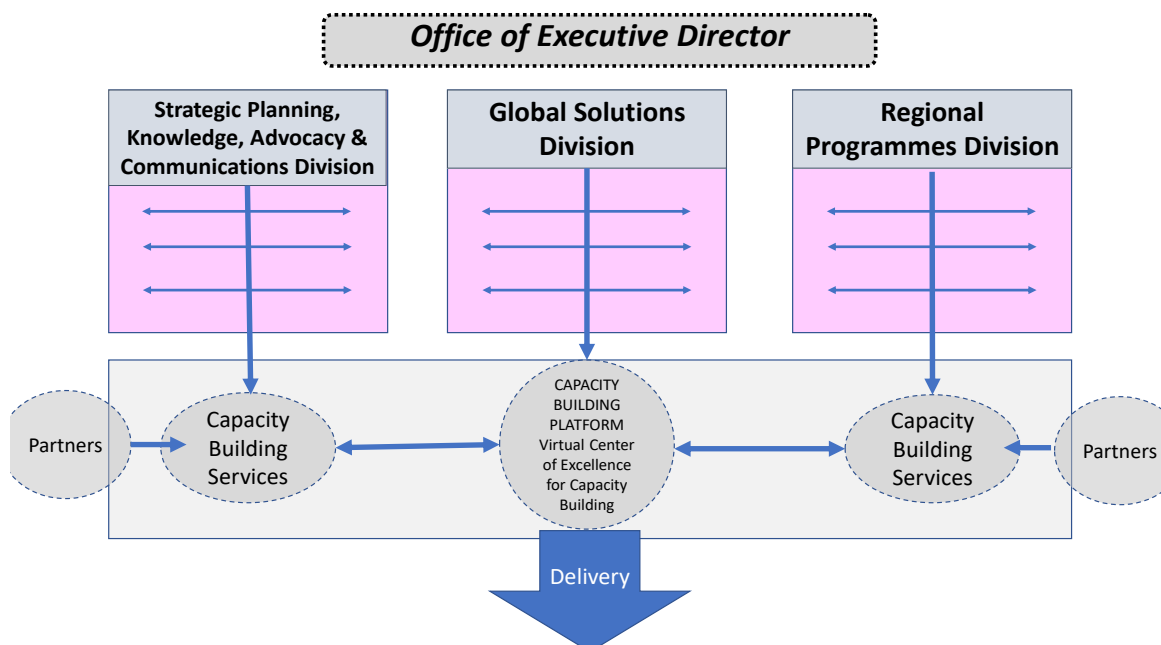 Office of Executive Director
Strategic Planning,
Knowledge, Advocacy &
Communications Division
Global Solutions
Division
Regional
Programmes Division
Partners
Capacity
Building
Services
CAPACITY
BUILDING
PLATFORM
Virtual Center
of Excellence
for Capacity
Building
Capacity
Building
Services
Partners
Delivery